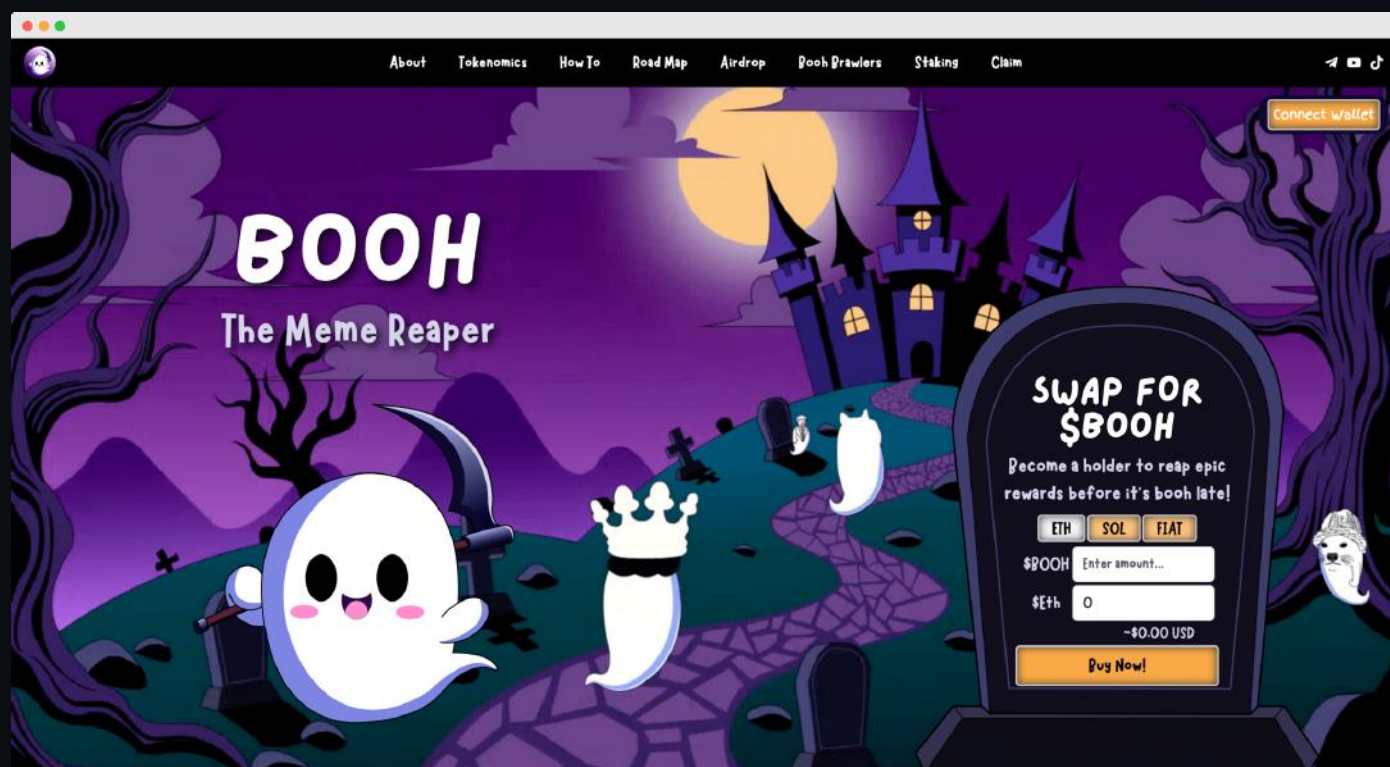 About Tokenomics How To Road Map Airdrop Booh Brawlers Staking Claim
Connect Wallet
BOOH
The Meme Reaper
SWAP FOR
$BOOH
Become a holder to reap epic
rewards before it's booh late!
ETH SOL FIAT
$BOOH Enter amount...
$Eth 0
~$0.00 USD
Buy Now!